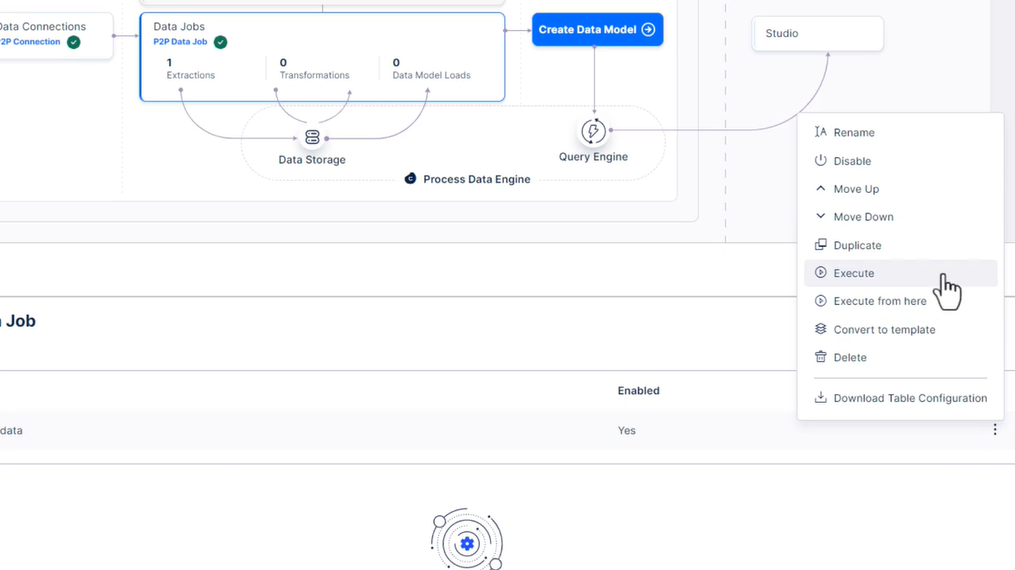 Data Connections
P2P Connection
Data Jobs
P2P Data Job
1
Extractions
0
Transformations
0
Data Model Loads
Create Data Model
Studio
Data Storage
Query Engine
Process Data Engine
Rename
Disable
Move Up
Move Down
Duplicate
Execute
Execute from here
Convert to template
Delete
Download Table Configuration
Job
Enabled
data
Yes